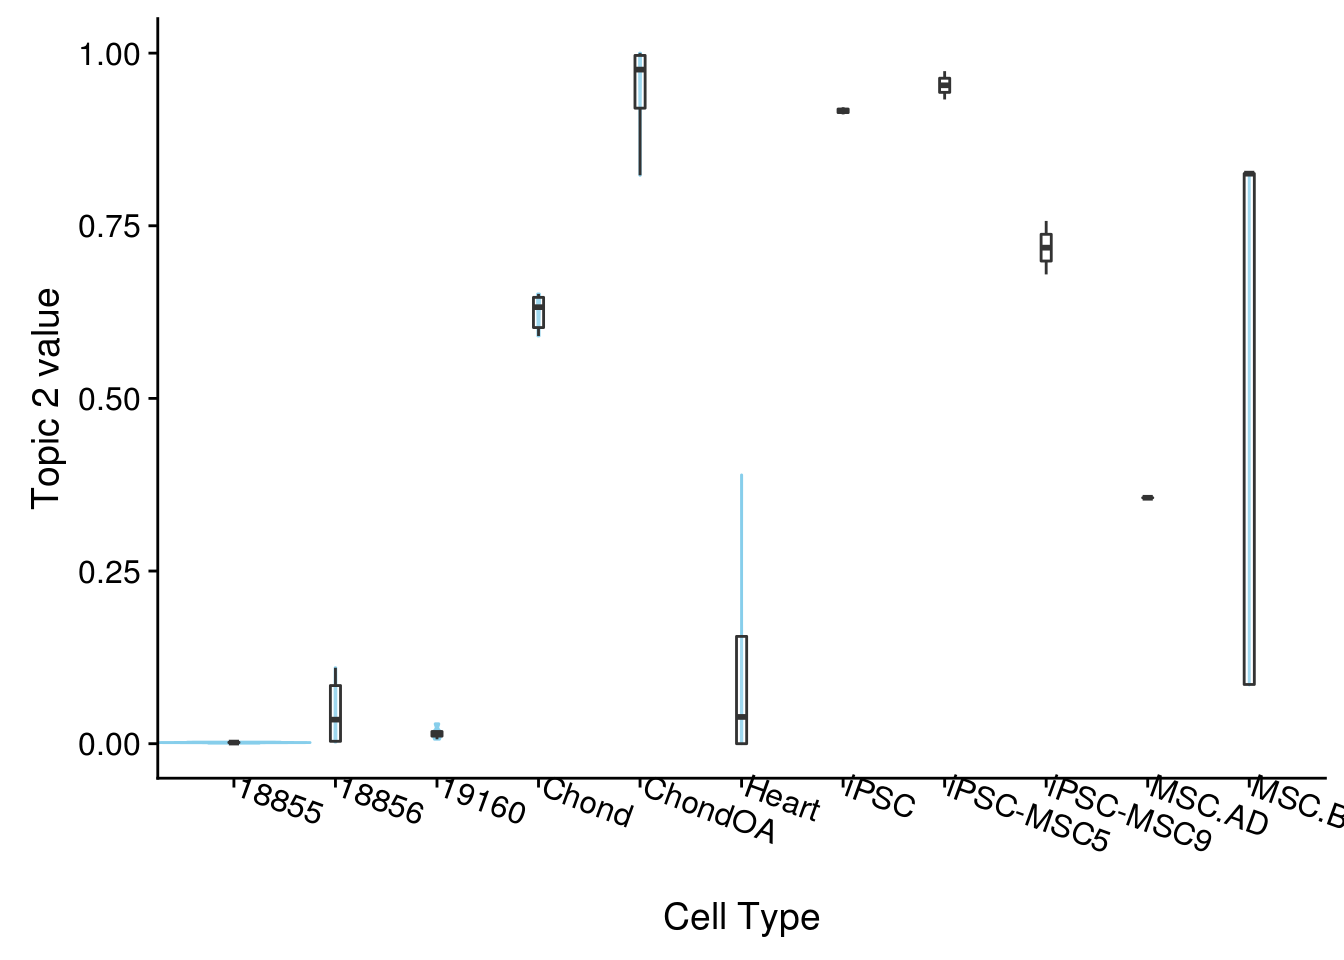 1.00
0.75
0.50
0.25
0.00
Topic 2 value
18855
18856
19160
Chond
ChondOA
Heart
iPSC
iPSC-MSC5
iPSC-MSC9
MSC.AD
MSC.B
Cell Type